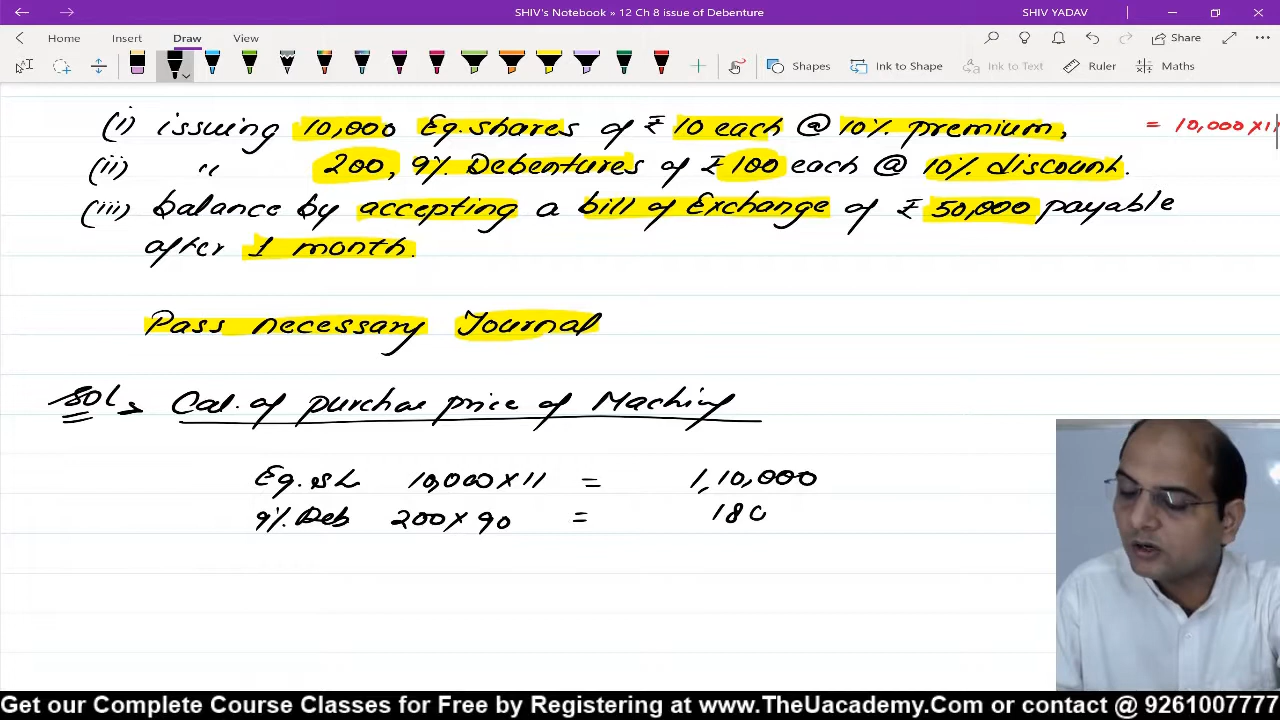 SHIV's Notebook » 12 Ch 8 issue of Debenture
SHIV YADAV
Home Draw View
Share
Shapes Ink to Shape Ink to Text Ruler Maths
(i) issuing 10,000 Eq. shares of ₹ 10 each @ 10% premium,
= 10,000 × 11
(ii) " 200, 9% Debentures of ₹ 100 each @ 10% discount.
(iii) balance by accepting a bill of Exchange of ₹ 50,000 payable
after 1 month.
Pass necessary Journal
Sol Cal. of purchae price of Machine
Eq. sh 10,000 × 11 = 1,10,000
9% Deb 200 × 90 = 180
Get our Complete Course Classes for Free by Registering at www.TheUacademy.Com or contact @ 9261007777